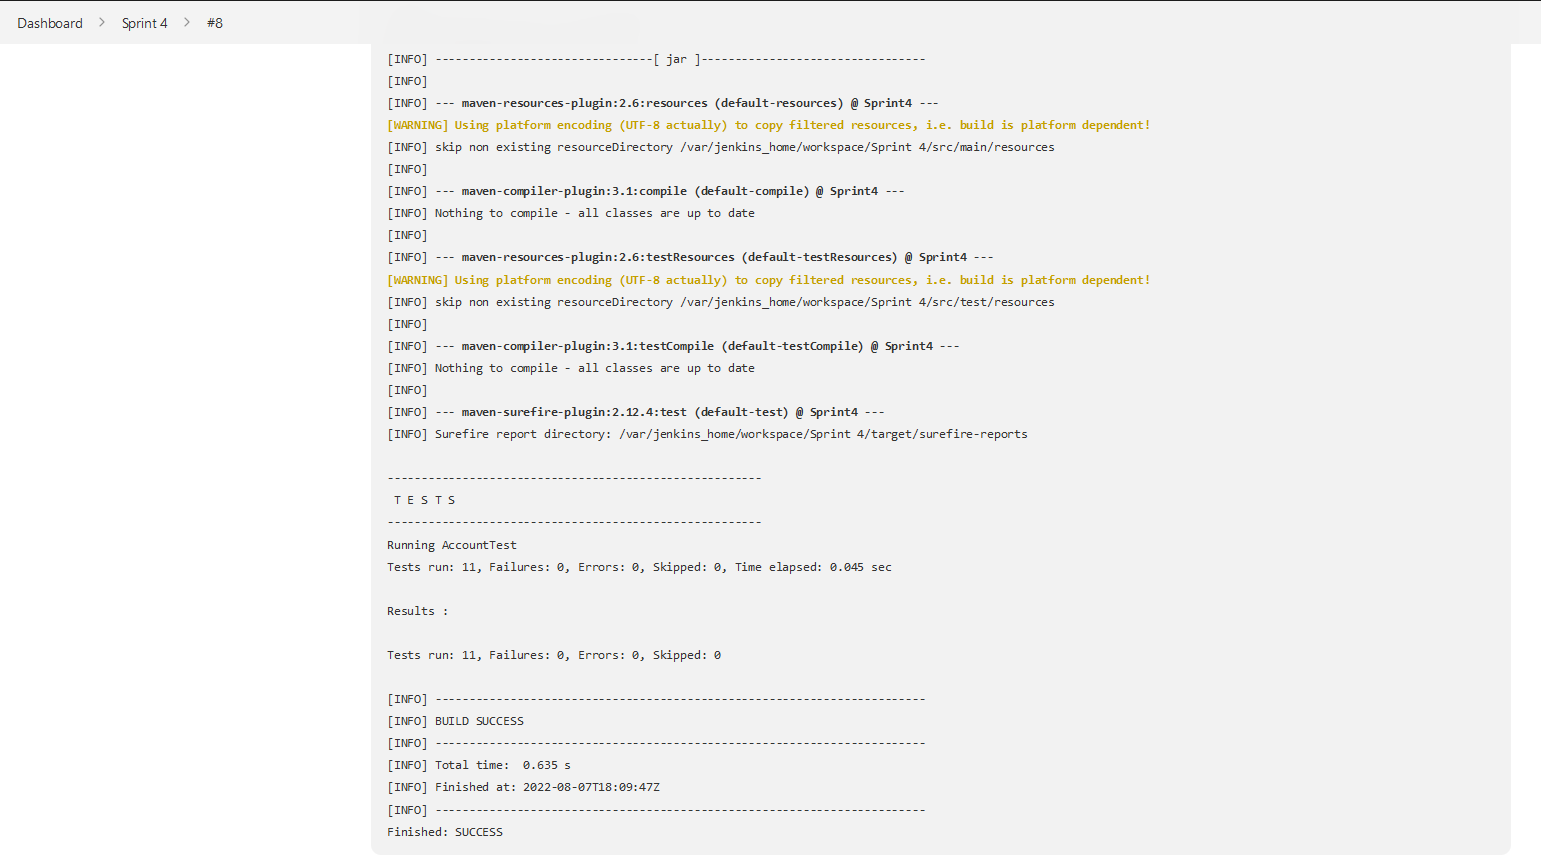 Dashboard > Sprint 4 > #8
[INFO] --------------------------------[ jar ]---------------------------------
[INFO]
[INFO] --- maven-resources-plugin:2.6:resources (default-resources) @ Sprint4 ---
[WARNING] Using platform encoding (UTF-8 actually) to copy filtered resources, i.e. build is platform dependent!
[INFO] skip non existing resourceDirectory /var/jenkins_home/workspace/Sprint 4/src/main/resources
[INFO]
[INFO] --- maven-compiler-plugin:3.1:compile (default-compile) @ Sprint4 ---
[INFO] Nothing to compile - all classes are up to date
[INFO]
[INFO] --- maven-resources-plugin:2.6:testResources (default-testResources) @ Sprint4 ---
[WARNING] Using platform encoding (UTF-8 actually) to copy filtered resources, i.e. build is platform dependent!
[INFO] skip non existing resourceDirectory /var/jenkins_home/workspace/Sprint 4/src/test/resources
[INFO]
[INFO] --- maven-compiler-plugin:3.1:testCompile (default-testCompile) @ Sprint4 ---
[INFO] Nothing to compile - all classes are up to date
[INFO]
[INFO] --- maven-surefire-plugin:2.12.4:test (default-test) @ Sprint4 ---
[INFO] Surefire report directory: /var/jenkins_home/workspace/Sprint 4/target/surefire-reports
-------------------------------------------------------
T E S T S
-------------------------------------------------------
Running AccountTest
Tests run: 11, Failures: 0, Errors: 0, Skipped: 0, Time elapsed: 0.045 sec
Results :
Tests run: 11, Failures: 0, Errors: 0, Skipped: 0
[INFO] ------------------------------------------------------------------------
[INFO] BUILD SUCCESS
[INFO] ------------------------------------------------------------------------
[INFO] Total time:  0.635 s
[INFO] Finished at: 2022-08-07T18:09:47Z
[INFO] ------------------------------------------------------------------------
Finished: SUCCESS